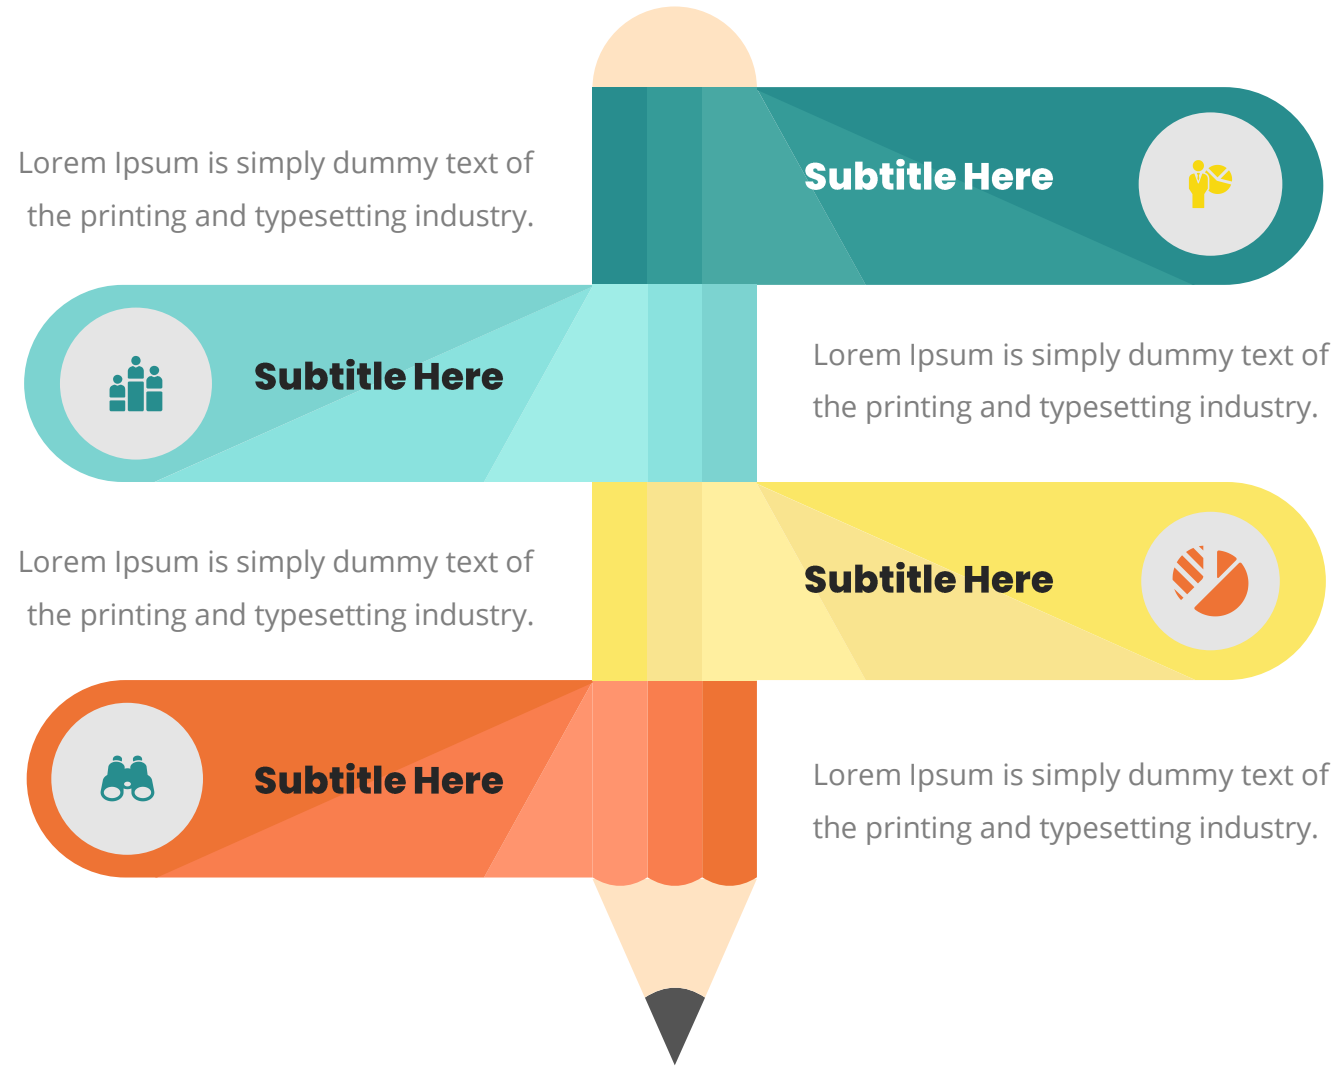 Lorem Ipsum is simply dummy text of
the printing and typesetting industry.
Subtitle Here
Subtitle Here
Lorem Ipsum is simply dummy text of
the printing and typesetting industry.
Lorem Ipsum is simply dummy text of
the printing and typesetting industry.
Subtitle Here
Subtitle Here
Lorem Ipsum is simply dummy text of
the printing and typesetting industry.